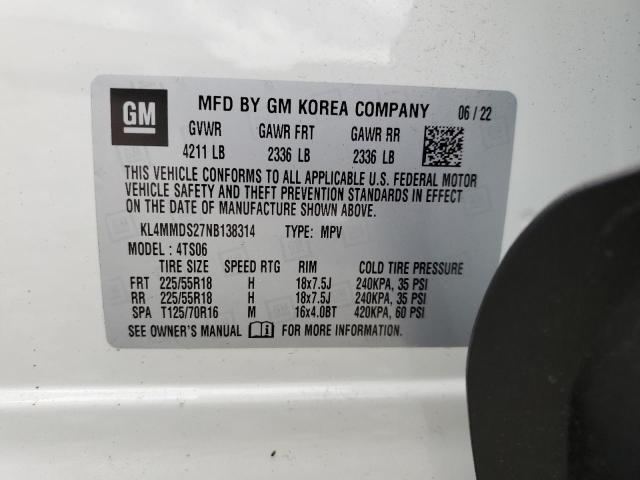 GM
MFD BY GM KOREA COMPANY 06 / 22
GVWR GAWR FRT GAWR RR
4211 LB 2336 LB 2336 LB
THIS VEHICLE CONFORMS TO ALL APPLICABLE U.S. FEDERAL MOTOR
VEHICLE SAFETY AND THEFT PREVENTION STANDARDS IN EFFECT
ON THE DATE OF MANUFACTURE SHOWN ABOVE.
KL4MMDS27NB138314 TYPE: MPV
MODEL : 4TS06
TIRE SIZE SPEED RTG RIM COLD TIRE PRESSURE
FRT 225/55R18 H 18x7.5J 240KPA, 35 PSI
RR 225/55R18 H 18x7.5J 240KPA, 35 PSI
SPA T125/70R16 M 16x4.0BT 420KPA, 60 PSI
SEE OWNER'S MANUAL FOR MORE INFORMATION.